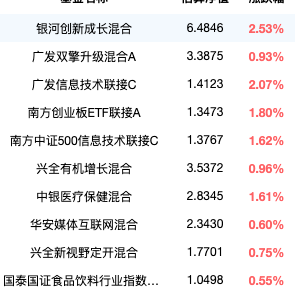 银河创新成长混合 6.4846 2.53%
广发双擎升级混合A 3.3875 0.93%
广发信息技术联接C 1.4123 2.07%
南方创业板ETF联接A 1.3473 1.80%
南方中证500信息技术联接C 1.3767 1.62%
兴全有机增长混合 3.5372 0.96%
中银医疗保健混合 2.8345 1.61%
华安媒体互联网混合 2.3430 0.60%
兴全新视野定开混合 1.7701 0.75%
国泰国证食品饮料行业指数... 1.0498 0.55%